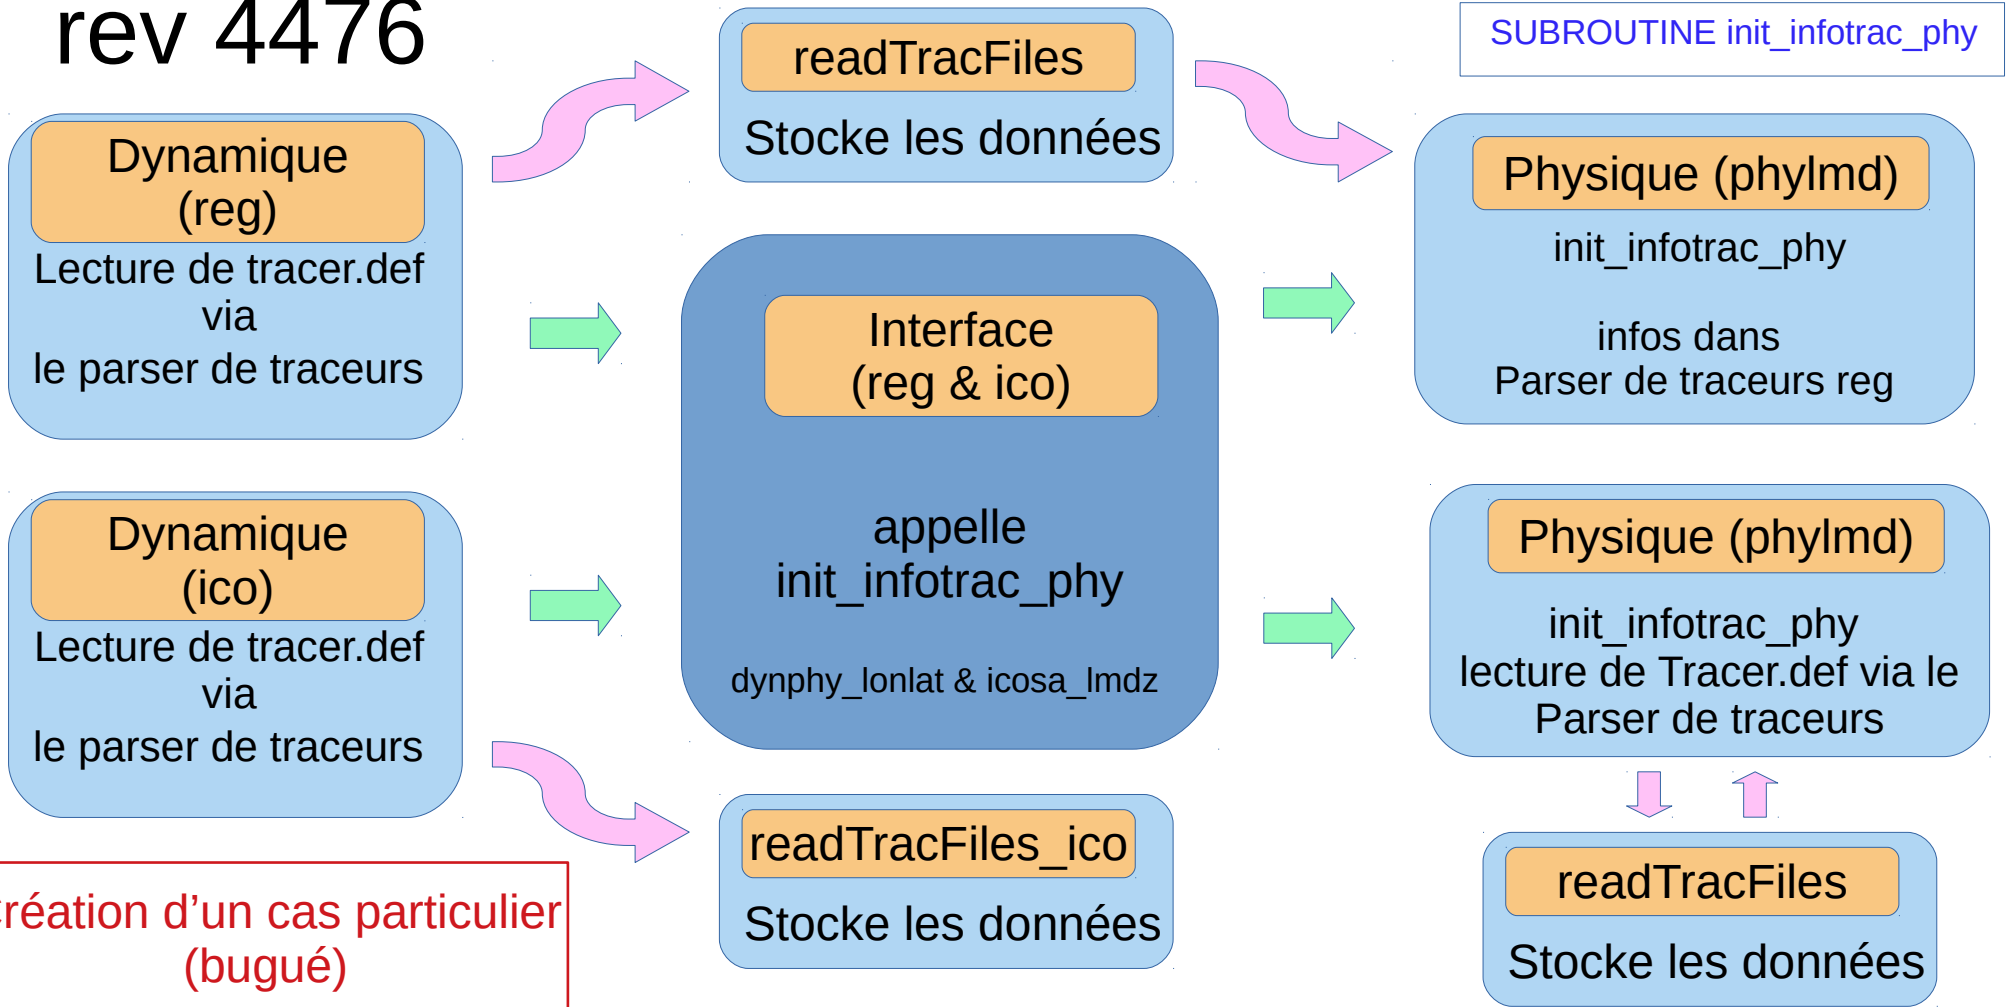 rev 4476
readTracFiles
Stocke les données
SUBROUTINE init_infotrac_phy
Dynamique
(reg)
Lecture de tracer.def
via
le parser de traceurs
Physique (phylmd)
init_infotrac_phy
infos dans
Parser de traceurs reg
Interface
(reg & ico)
appelle
init_infotrac_phy
dynphy_lonlat & icosa_lmdz
Dynamique
(ico)
Lecture de tracer.def
via
le parser de traceurs
Physique (phylmd)
init_infotrac_phy
lecture de Tracer.def via le
Parser de traceurs
readTracFiles_ico
Stocke les données
readTracFiles
Stocke les données
Création d’un cas particulier
(bugué)